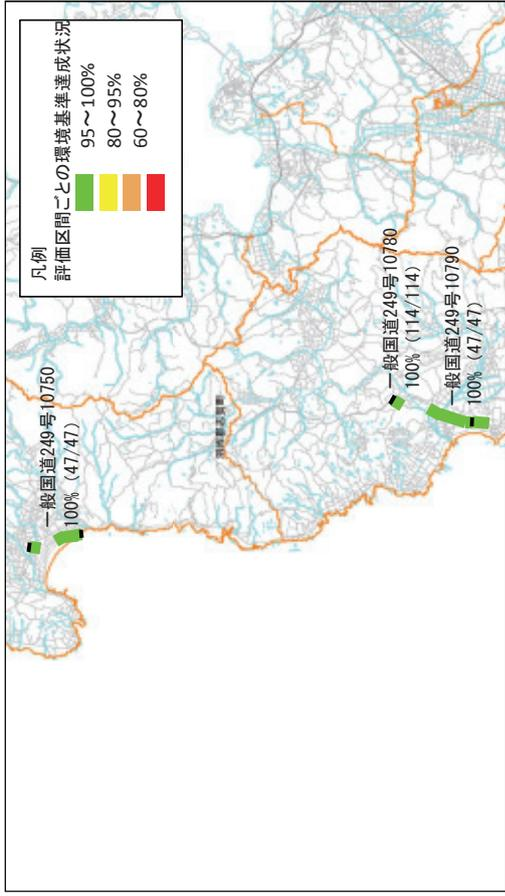 凡例
評価区間ごとの環境基準達成状況
95～100%
80～95%
60～80%
一般国道249号10750
100% (47/47)
一般国道249号10780
100% (114/114)
一般国道249号10790
100% (47/47)